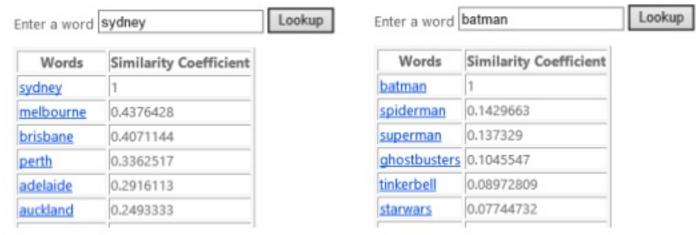 Enter a word sydney Lookup
Words Similarity Coefficient
sydney 1
melbourne 0.4376428
brisbane 0.4071144
perth 0.3362517
adelaide 0.2916113
auckland 0.2493333
Enter a word batman Lookup
Words Similarity Coefficient
batman 1
spiderman 0.1429663
superman 0.137329
ghostbusters 0.1045547
tinkerbell 0.08972809
starwars 0.07744732